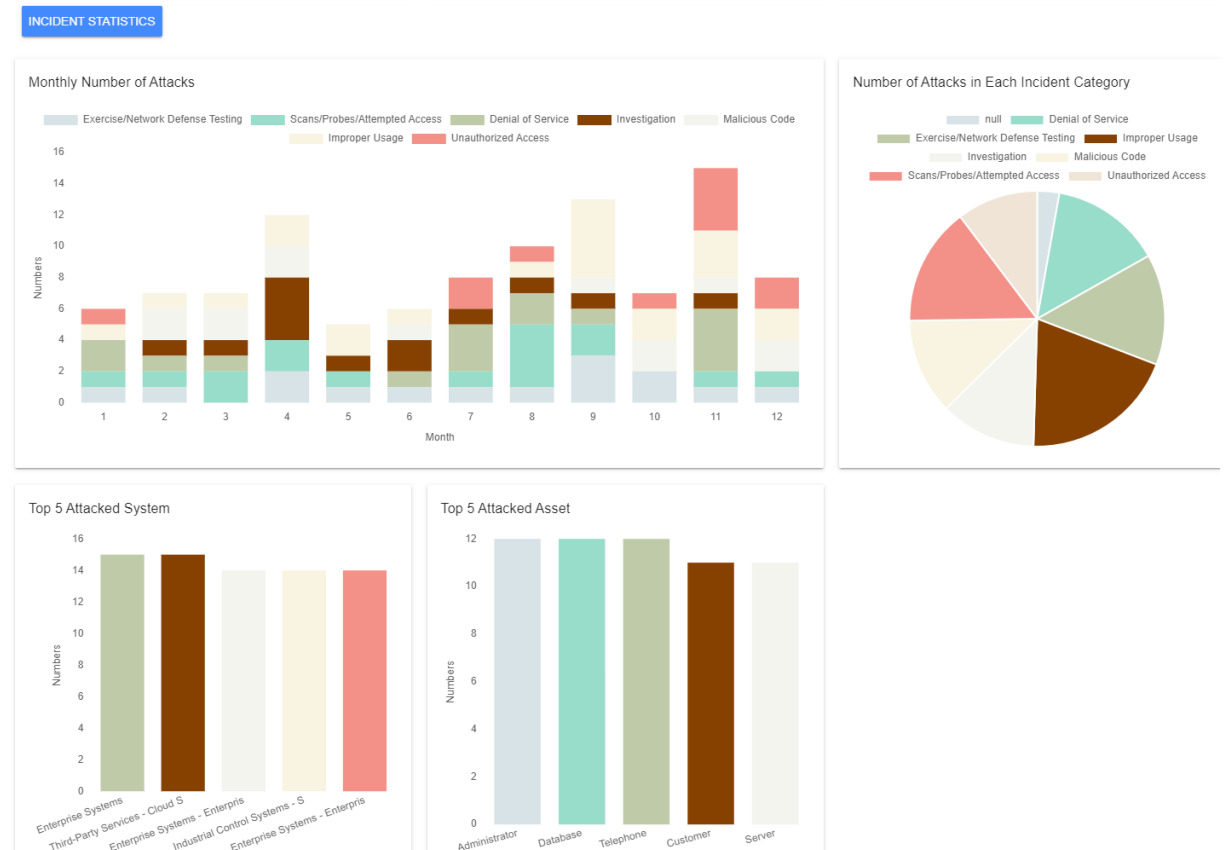 INCIDENT STATISTICS
Monthly Number of Attacks
Exercise/Network Defense Testing Scans/Probes/Attempted Access Denial of Service Investigation Malicious Code
Improper Usage Unauthorized Access
16
14
12
10
8
6
4
2
0
Numbers
1 2 3 4 5 6 7 8 9 10 11 12
Month
Number of Attacks in Each Incident Category
null Denial of Service
Exercise/Network Defense Testing Improper Usage
Investigation Malicious Code
Scans/Probes/Attempted Access Unauthorized Access
Top 5 Attacked System
16
14
12
10
8
6
4
2
0
Numbers
Enterprise Systems
Third-Party Services - Cloud S
Enterprise Systems - Enterpris
Industrial Control Systems - S
Enterprise Systems - Enterpris
Top 5 Attacked Asset
12
10
8
6
4
2
0
Numbers
Administrator
Database
Telephone
Customer
Server